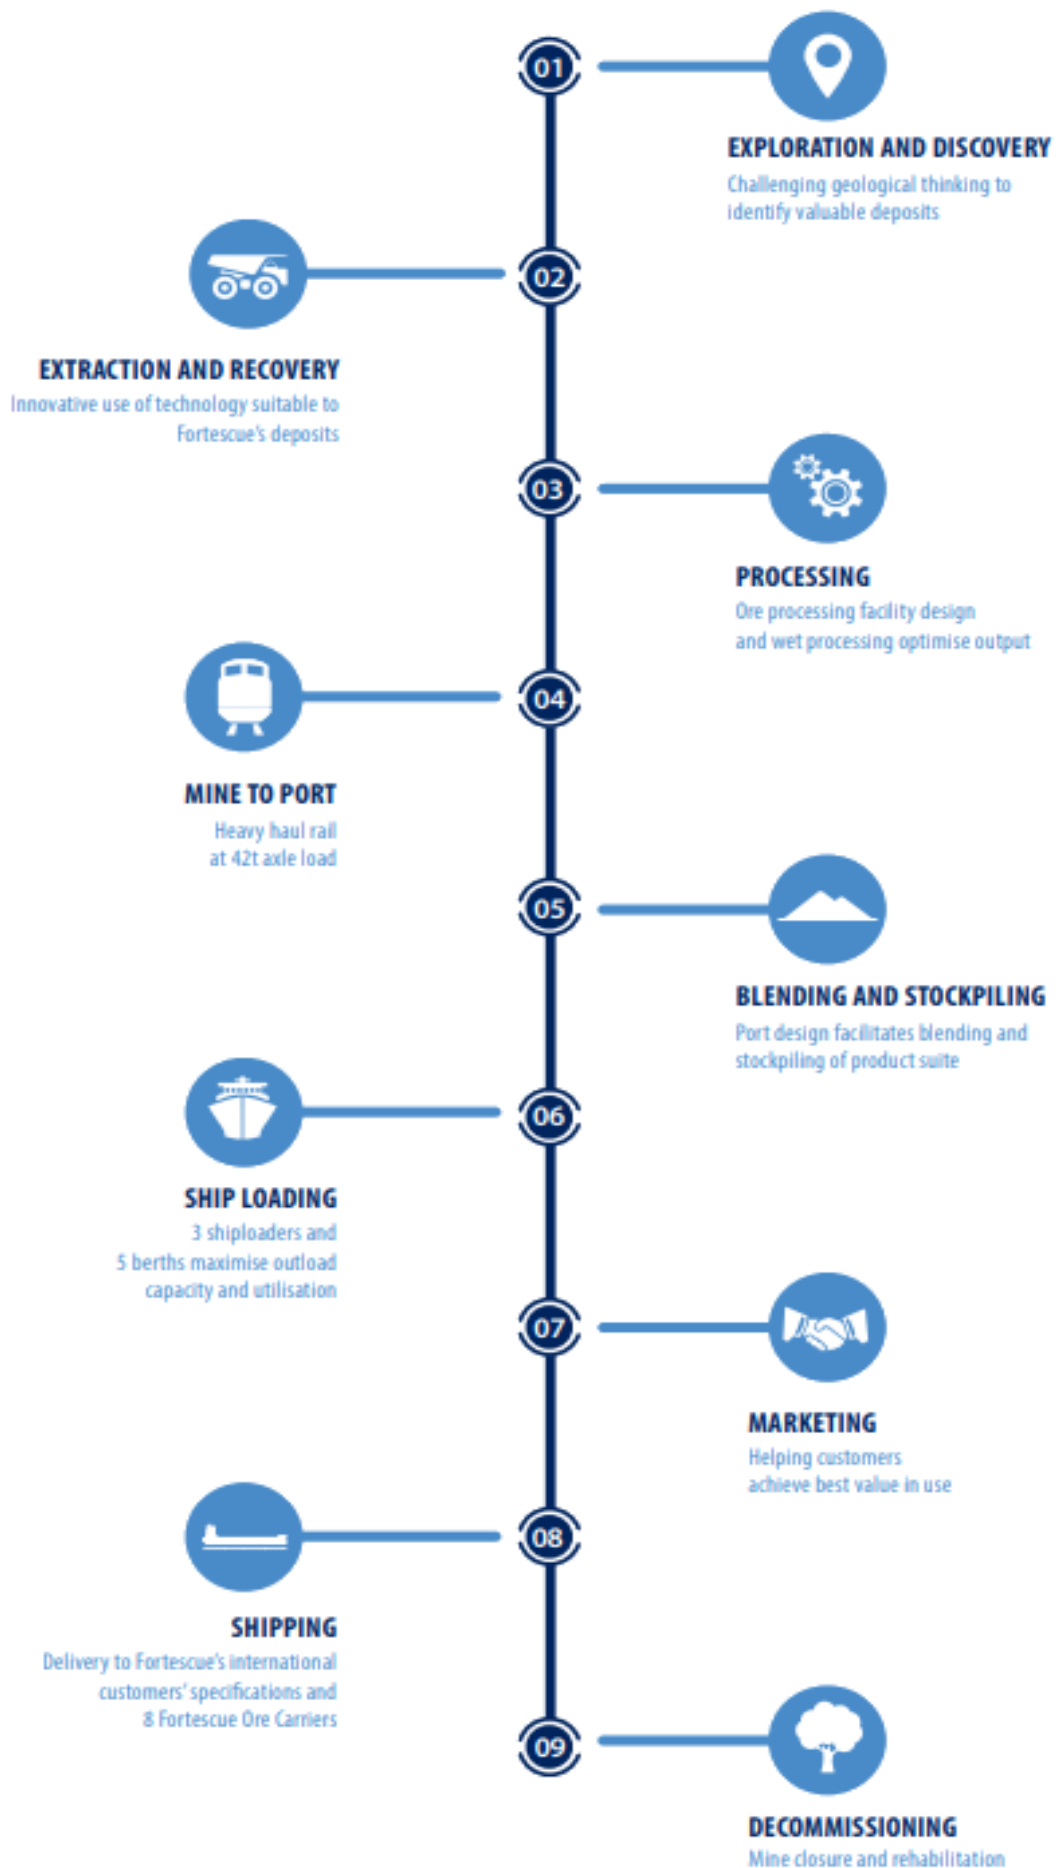 01
EXPLORATION AND DISCOVERY
Challenging geological thinking to
identify valuable deposits
02
EXTRACTION AND RECOVERY
Innovative use of technology suitable to
Fortescue's deposits
03
PROCESSING
Ore processing facility design
and wet processing optimise output
04
MINE TO PORT
Heavy haul rail
at 42t axle load
05
BLENDING AND STOCKPILING
Port design facilitates blending and
stockpiling of product suite
06
SHIP LOADING
3 shiploaders and
5 berths maximise outload
capacity and utilisation
07
MARKETING
Helping customers
achieve best value in use
08
SHIPPING
Delivery to Fortescue's international
customers' specifications and
8 Fortescue Ore Carriers
09
DECOMMISSIONING
Mine closure and rehabilitation